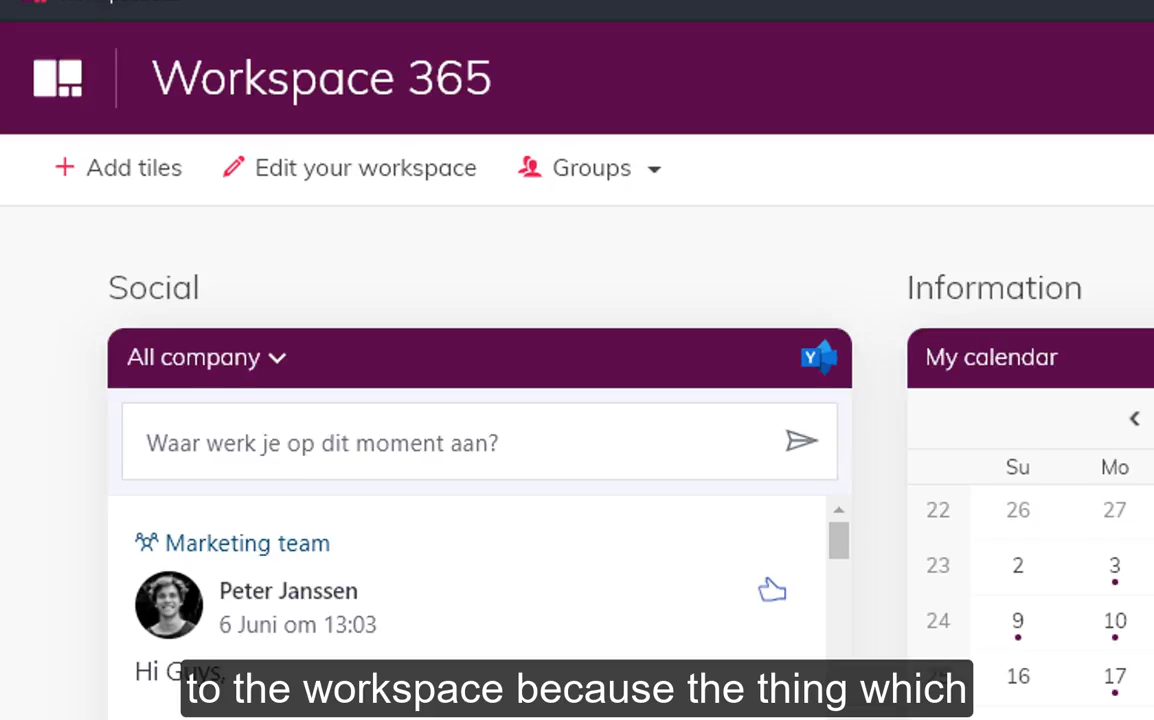 Workspace 365
Add tiles Edit your workspace Groups
Social
Information
All company
Y
My calendar
Waar werk je op dit moment aan?
Su Mo
22 26 27
23 2 3
24 9 10
16 17
Marketing team
Peter Janssen
6 Juni om 13:03
Hi Guys,
to the workspace because the thing which